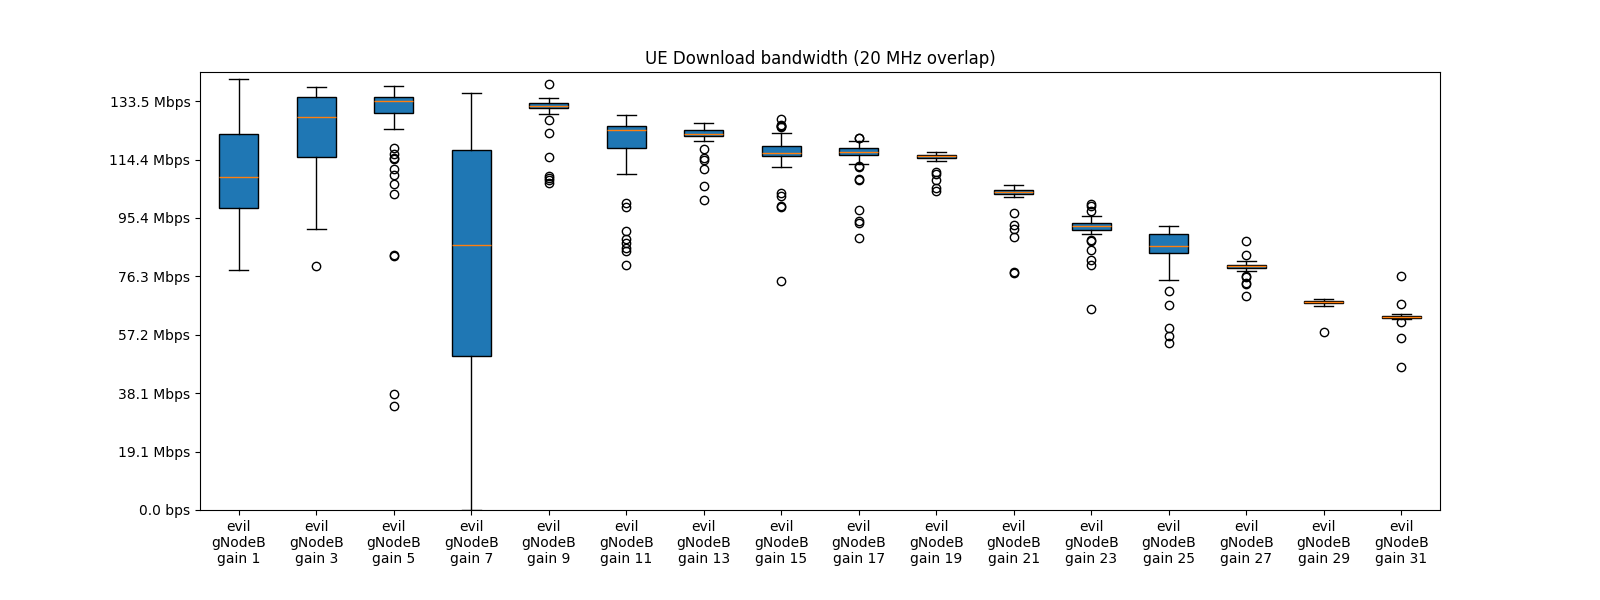 UE Download bandwidth (20 MHz overlap)
133.5 Mbps
114.4 Mbps
95.4 Mbps
76.3 Mbps
57.2 Mbps
38.1 Mbps
19.1 Mbps
0.0 bps
evil
gNodeB
gain 1
evil
gNodeB
gain 3
evil
gNodeB
gain 5
evil
gNodeB
gain 7
evil
gNodeB
gain 9
evil
gNodeB
gain 11
evil
gNodeB
gain 13
evil
gNodeB
gain 15
evil
gNodeB
gain 17
evil
gNodeB
gain 19
evil
gNodeB
gain 21
evil
gNodeB
gain 23
evil
gNodeB
gain 25
evil
gNodeB
gain 27
evil
gNodeB
gain 29
evil
gNodeB
gain 31